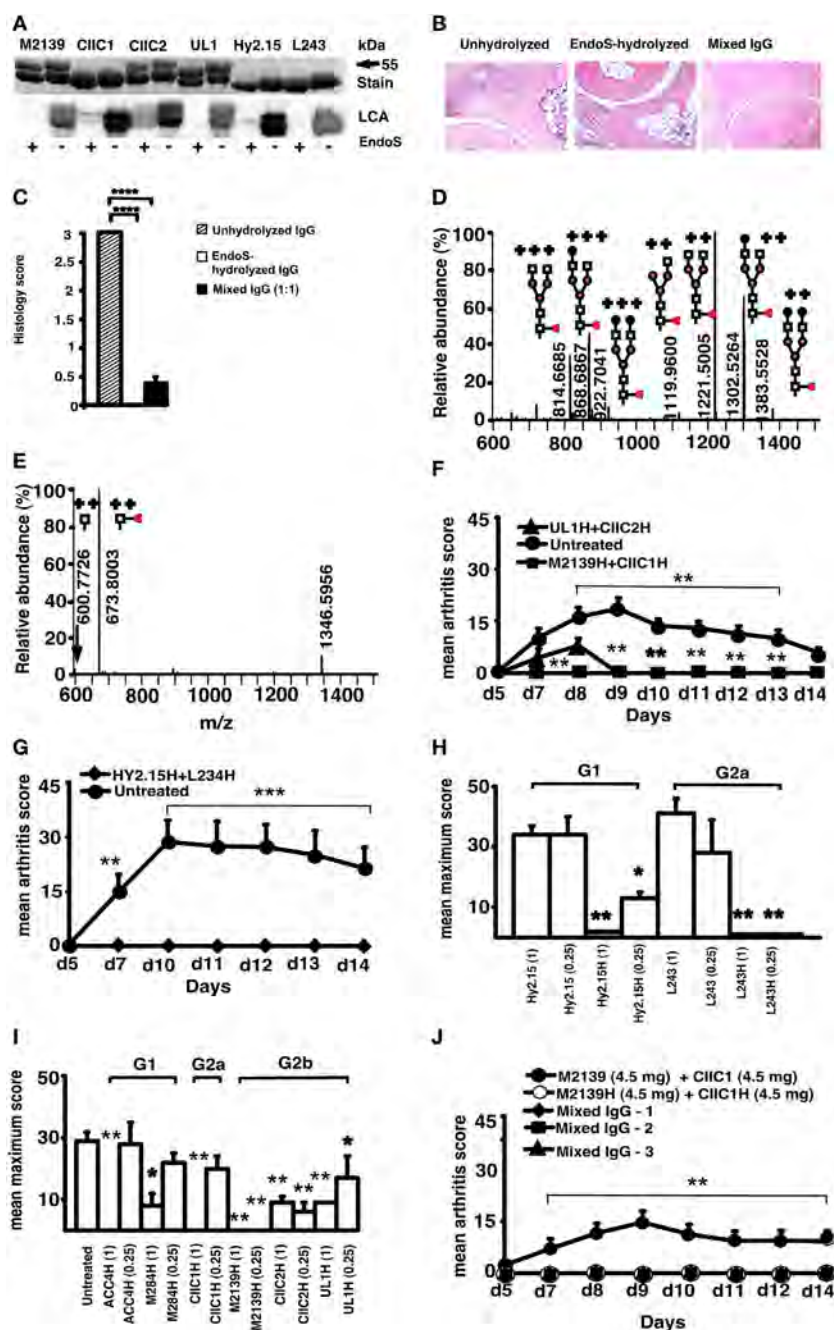 A
M2139 CIIC1 CIIC2 UL1 Hy2.15 L243 kDa
55
Stain
LCA
+ - + - + - + - + - + - EndoS
B
Unhydrolyzed EndoS-hydrolyzed Mixed IgG
C
****
****
Histology score
3
2.5
2
1.5
1
0.5
0
Unhydrolyzed IgG
EndoS-
hydrolyzed IgG
Mixed IgG (1:1)
D
Relative abundance (%)
100
80
60
40
20
0
814.6685
868.6867
922.7041
1119.9600
1221.5005
1302.5264
1383.5528
600 800 1000 1200 1400
E
Relative abundance (%)
100
80
60
40
20
0
600.7726
673.8003
1346.5956
600 800 1000 1200 1400
m/z
F
mean arthritis score
45
30
15
0
UL1H+CIIC2H
Untreated
M2139H+CIIC1H
**
** ** ** ** ** **
d5 d7 d8 d9 d10 d11 d12 d13 d14
Days
G
mean arthritis score
45
30
15
0
HY2.15H+L234H
Untreated
***
**
d5 d7 d10 d11 d12 d13 d14
Days
H
mean maximum score
50
30
10
G1 G2a
** * ** **
Hy2.15 (1)
Hy2.15 (0.25)
Hy2.15H (1)
Hy2.15H (0.25)
L243 (1)
L243 (0.25)
L243H (1)
L243H (0.25)
I
mean maximum score
50
30
10
G1 G2a G2b
** * ** ** ** ** ** ** *
Untreated
ACC4H (1)
ACC4H (0.25)
M284H (1)
M284H (0.25)
CIIC1H (1)
CIIC1H (0.25)
M2139H (1)
M2139H (0.25)
CIIC2H (1)
CIIC2H (0.25)
UL1H (1)
UL1H (0.25)
J
mean arthritis score
45
30
15
0
M2139 (4.5 mg) + CIIC1 (4.5 mg)
M2139H (4.5 mg) + CIIC1H (4.5 mg)
Mixed IgG - 1
Mixed IgG - 2
Mixed IgG - 3
**
d5 d7 d8 d9 d10 d11 d12 d13 d14
Days